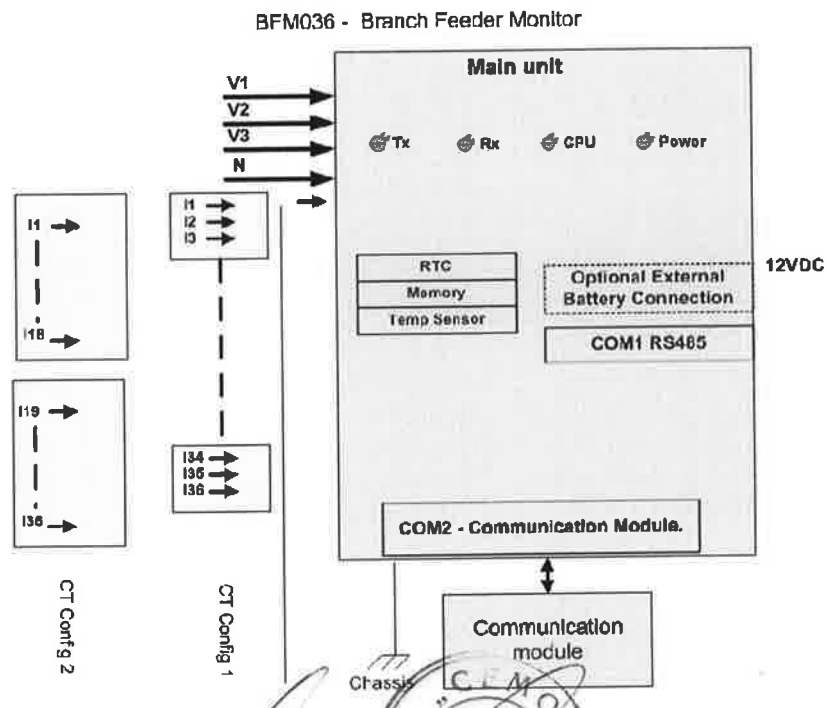 BFM036 - Branch Feeder Monitor
Main unit
V1
V2
V3
N
Tx
Rx
CPU
Power
I1
I2
I3
I1
I18
RTC
Memory
Temp Sensor
Optional External
Battery Connection
12VDC
COM1 RS485
I19
I36
I34
I35
I36
COM2 - Communication Module.
CT Config 2
CT Config 1
Communication
module
Chassis